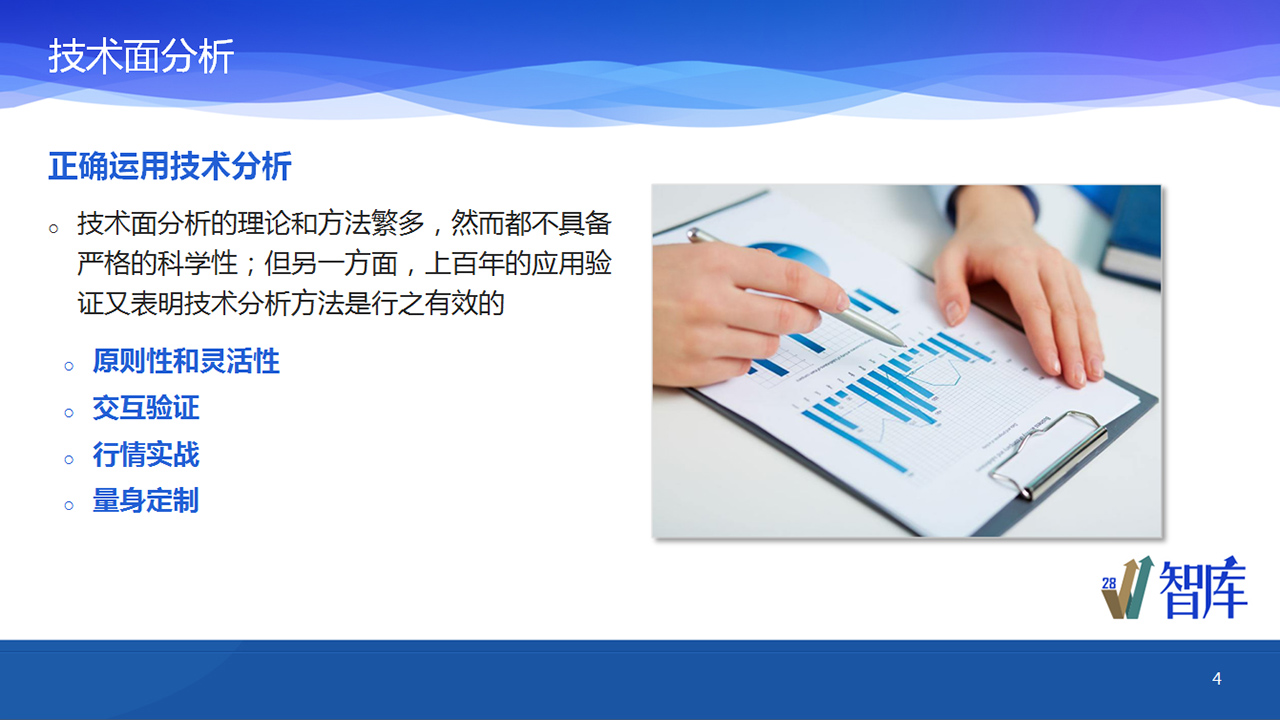 技术面分析
正确运用技术分析
技术面分析的理论和方法繁多，然而都不具备
严格的科学性；但另一方面，上百年的应用验
证又表明技术分析方法是行之有效的
原则性和灵活性
交互验证
行情实战
量身定制
28
智库
4